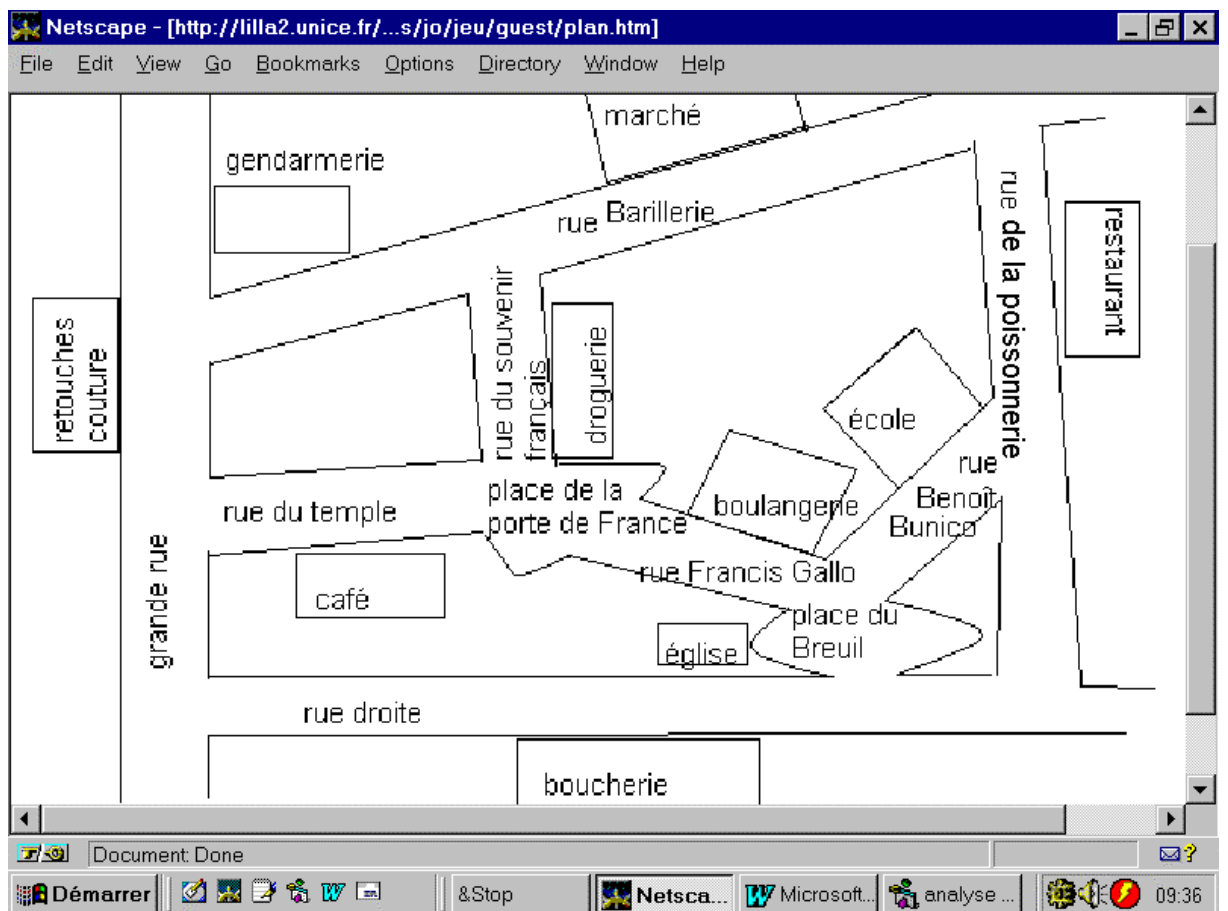 Netscape - [http://lilla2.unice.fr/...s/jo/jeu/guest/plan.htm]
File Edit View Go Bookmarks Options Directory Window Help
marché
gendarmerie
rue Barillerie
rue de la poissonnerie
restaurant
retouches
couture
rue du souvenir
français
droguerie
école
rue
Benoit
Bunico
boulangerie
place de la
porte de France
rue du temple
rue Francis Gallo
café
grande rue
place du
Breuil
église
rue droite
boucherie
Document: Done
Démarrer &Stop Netsca... Microsoft... analyse ... 09:36